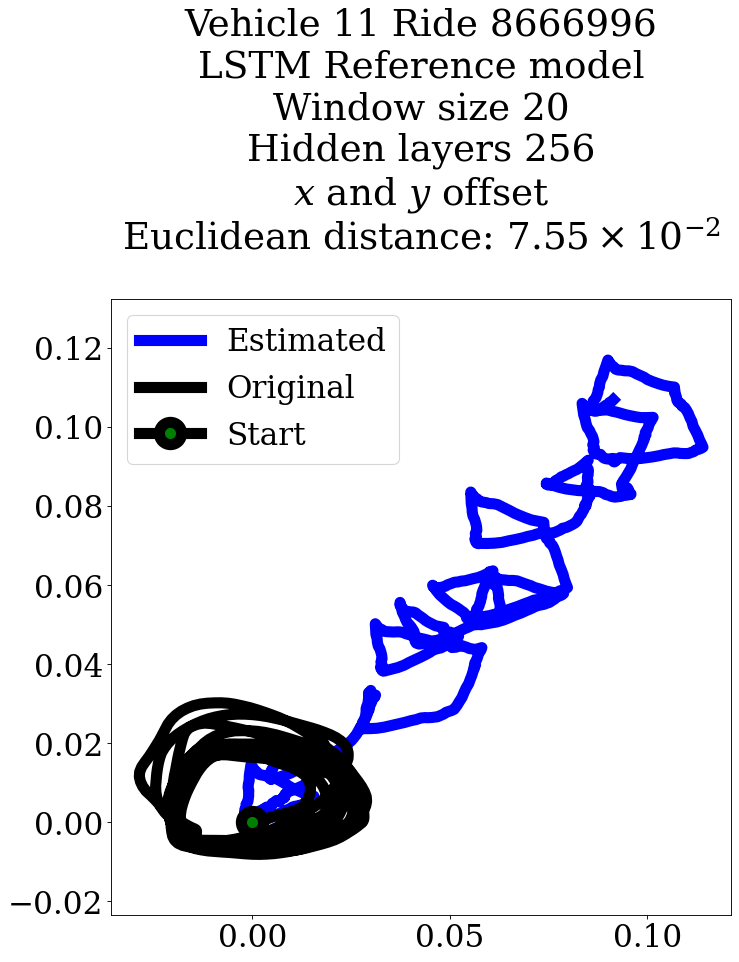 Vehicle 11 Ride 8666996
LSTM Reference model
Window size 20
Hidden layers 256
x and y offset
Euclidean distance: 7.55 × 10⁻²
Estimated
Original
Start
0.12
0.10
0.08
0.06
0.04
0.02
0.00
−0.02
0.00 0.05 0.10